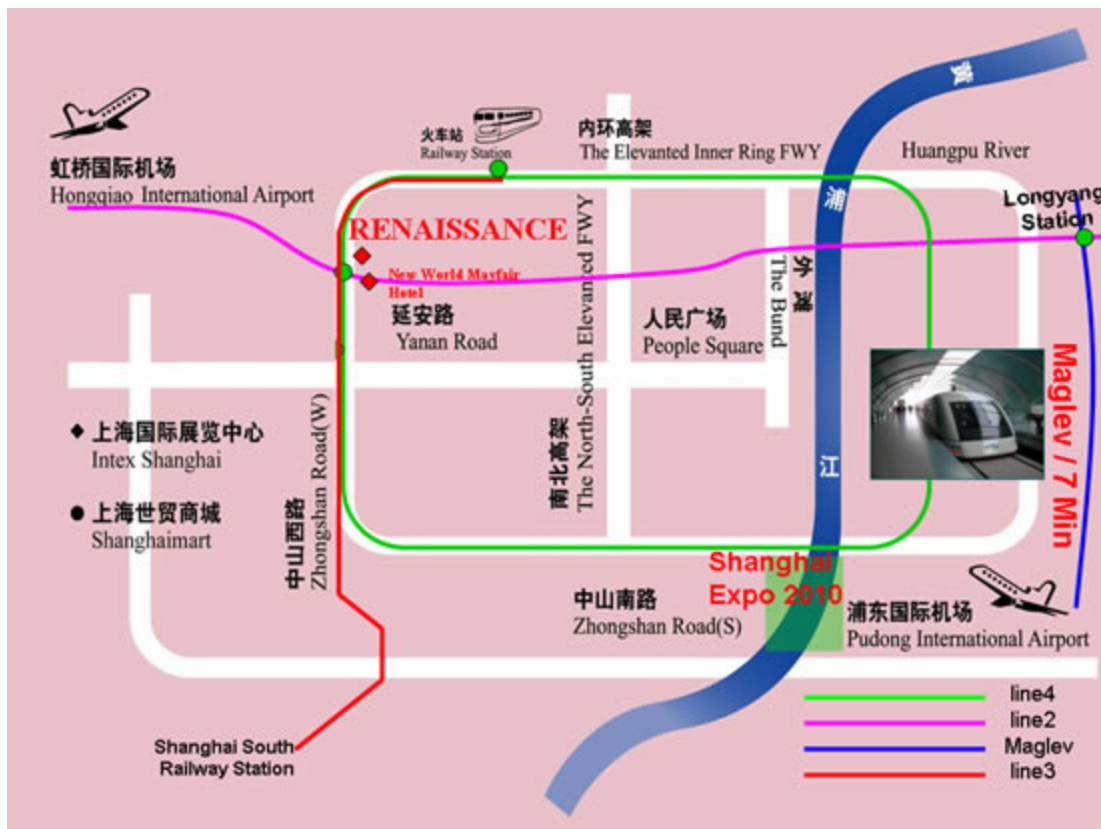 火车站
Railway Station
内环高架
The Elevanted Inner Ring FWY
黄
浦
江
Huangpu River
虹桥国际机场
Hongqiao International Airport
Longyang
Station
RENAISSANCE
New World Mayfair
Hotel
延安路
Yanan Road
南北高架
The North-South Elevanted FWY
人民广场
People Square
外滩
The Bund
Maglev / 7 Min
上海国际展览中心
Intex Shanghai
上海世贸商城
Shanghaimart
中山西路
Zhongshan Road(W)
Shanghai
Expo 2010
中山南路
Zhongshan Road(S)
浦东国际机场
Pudong International Airport
Shanghai South
Railway Station
line4
line2
Maglev
line3